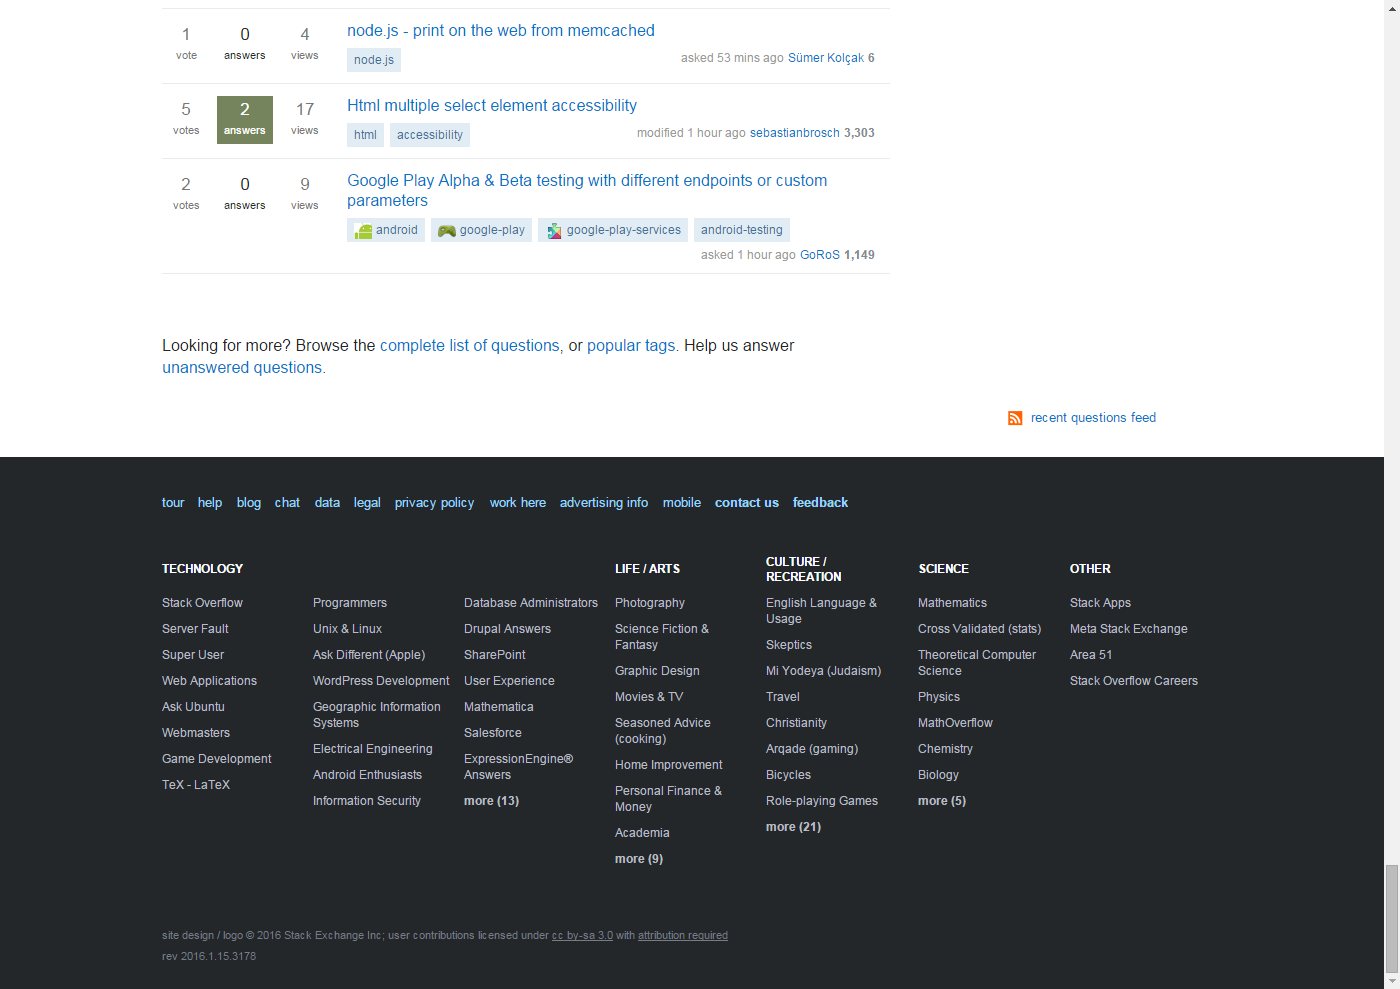 1 0 4 node.js - print on the web from memcached
vote answers views
node.js asked 53 mins ago Sümer Kolçak 6
5 2 17 Html multiple select element accessibility
votes answers views
html accessibility modified 1 hour ago sebastianbrosch 3,303
2 0 9 Google Play Alpha & Beta testing with different endpoints or custom
votes answers views parameters
android google-play google-play-services android-testing
asked 1 hour ago GoRoS 1,149
Looking for more? Browse the complete list of questions, or popular tags. Help us answer
unanswered questions.
recent questions feed
tour help blog chat data legal privacy policy work here advertising info mobile contact us feedback
TECHNOLOGY
Stack Overflow
Server Fault
Super User
Web Applications
Ask Ubuntu
Webmasters
Game Development
TeX - LaTeX
Programmers
Unix & Linux
Ask Different (Apple)
WordPress Development
Geographic Information
Systems
Electrical Engineering
Android Enthusiasts
Information Security
Database Administrators
Drupal Answers
SharePoint
User Experience
Mathematica
Salesforce
ExpressionEngine®
Answers
more (13)
LIFE / ARTS
Photography
Science Fiction &
Fantasy
Graphic Design
Movies & TV
Seasoned Advice
(cooking)
Home Improvement
Personal Finance &
Money
Academia
more (9)
CULTURE /
RECREATION
English Language &
Usage
Skeptics
Mi Yodeya (Judaism)
Travel
Christianity
Arqade (gaming)
Bicycles
Role-playing Games
more (21)
SCIENCE
Mathematics
Cross Validated (stats)
Theoretical Computer
Science
Physics
MathOverflow
Chemistry
Biology
more (5)
OTHER
Stack Apps
Meta Stack Exchange
Area 51
Stack Overflow Careers
site design / logo © 2016 Stack Exchange Inc; user contributions licensed under cc by-sa 3.0 with attribution required
rev 2016.1.15.3178